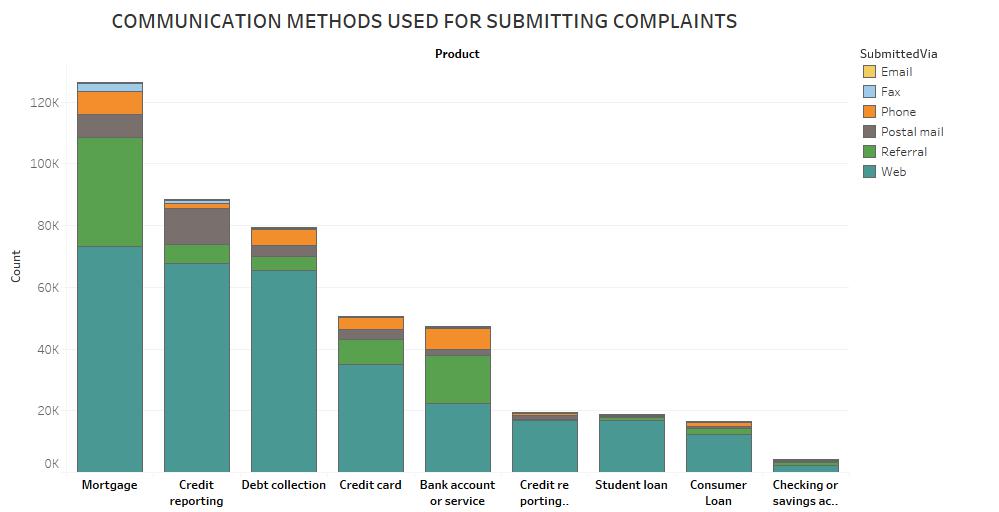 COMMUNICATION METHODS USED FOR SUBMITTING COMPLAINTS
Product
SubmittedVia
Email
Fax
Phone
Postal mail
Referral
Web
Count
120K
100K
80K
60K
40K
20K
0K
Mortgage
Credit
reporting
Debt collection
Credit card
Bank account
or service
Credit re
porting..
Student loan
Consumer
Loan
Checking or
savings ac..